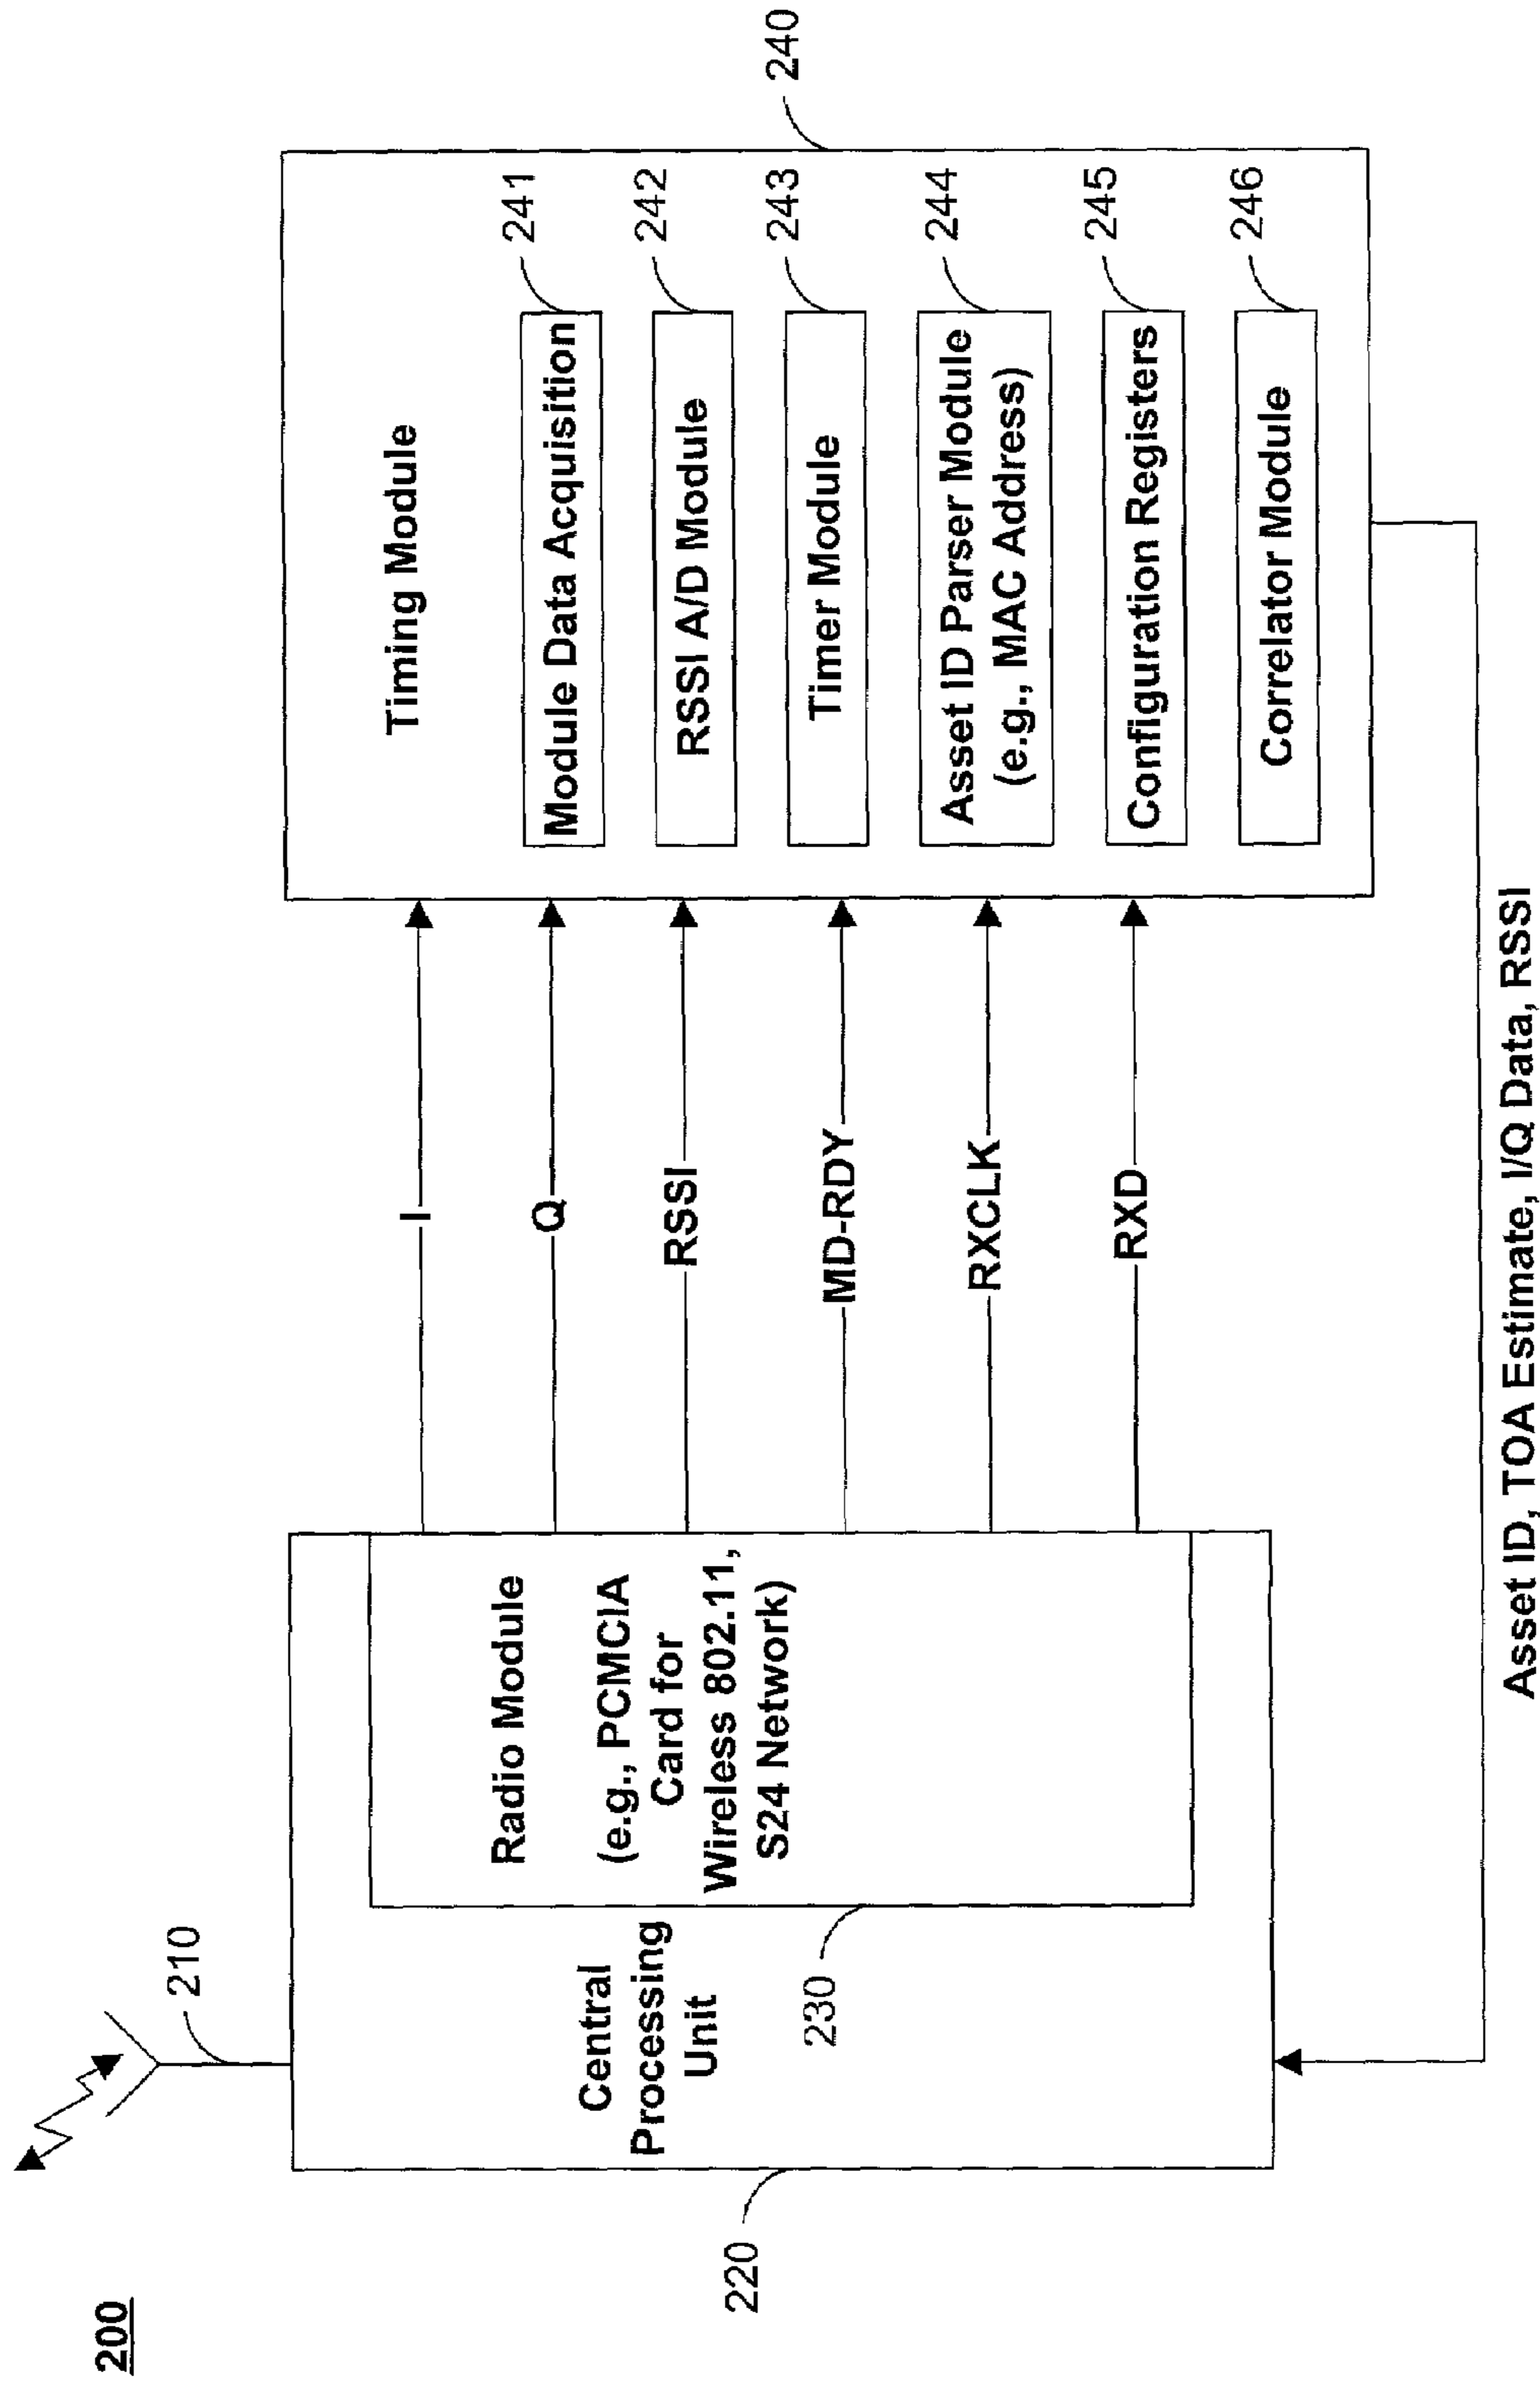 200
210
220
Central
Processing
Unit
230
Radio Module
(e.g., PCMCIA
Card for
Wireless 802.11,
S24 Network)
I
Q
RSSI
MD-RDY
RXCLK
RXD
240
Timing Module
Module Data Acquisition
241
RSSI A/D Module
242
Timer Module
243
Asset ID Parser Module
(e.g., MAC Address)
244
Configuration Registers
245
Correlator Module
246
Asset ID, TOA Estimate, I/Q Data, RSSI